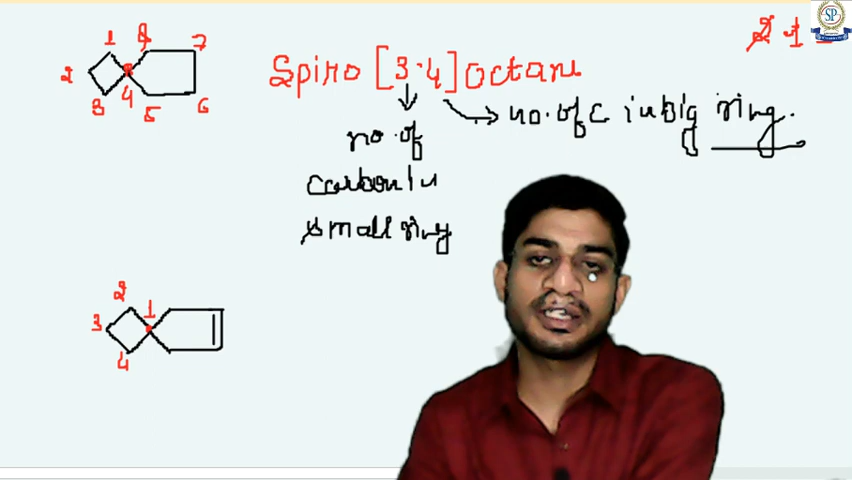 1 8 7
Spiro [3.4] Octane
2
3 4 5 6
no. of C in big ring.
no. of
carbon in
small ring
2 1
3
4
SP